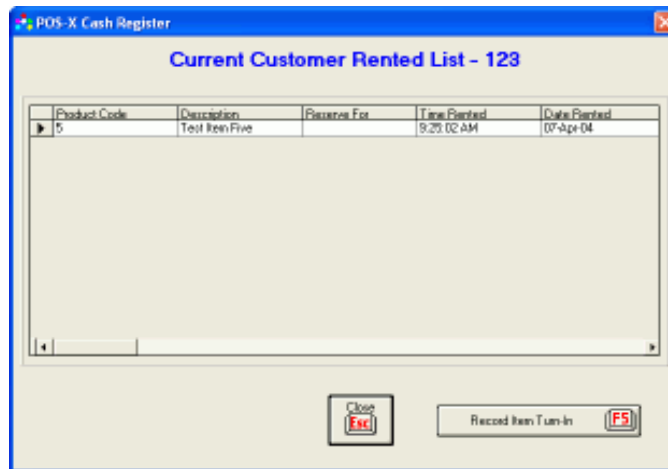 POS-X Cash Register
Current Customer Rented List - 123
Product Code Description Reserve For Time Rented Date Rented
5 Test Item Five 9:25:02 AM 07-Apr-04
Close
Esc
Record Item Turn-In F5